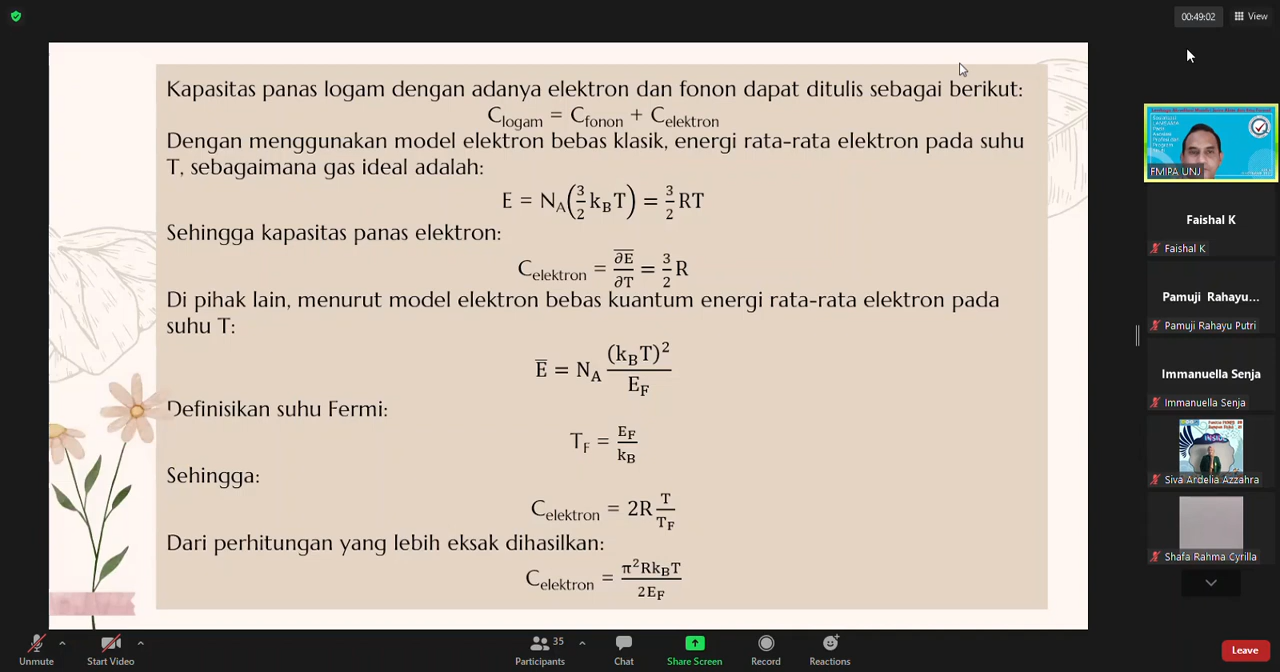 00:49:02
View
Kapasitas panas logam dengan adanya elektron dan fonon dapat ditulis sebagai berikut:
C_logam = C_fonon + C_elektron
Dengan menggunakan model elektron bebas klasik, energi rata-rata elektron pada suhu
T, sebagaimana gas ideal adalah:
E = N_A(3/2 k_BT) = 3/2 RT
Sehingga kapasitas panas elektron:
C_elektron = ∂E̅/∂T = 3/2 R
Di pihak lain, menurut model elektron bebas kuantum energi rata-rata elektron pada
suhu T:
E̅ = N_A (k_BT)²/E_F
Definisikan suhu Fermi:
T_F = E_F/k_B
Sehingga:
C_elektron = 2R T/T_F
Dari perhitungan yang lebih eksak dihasilkan:
C_elektron = π²Rk_BT/2E_F
FMIPA UNJ
Faishal K
Faishal K
Pamuji Rahayu...
Pamuji Rahayu Putri
Immanuella Senja
Immanuella Senja
Siva Ardelia Azzahra
Shafa Rahma Cyrilla
Unmute
Start Video
Participants
35
Chat
Share Screen
Record
Reactions
Leave